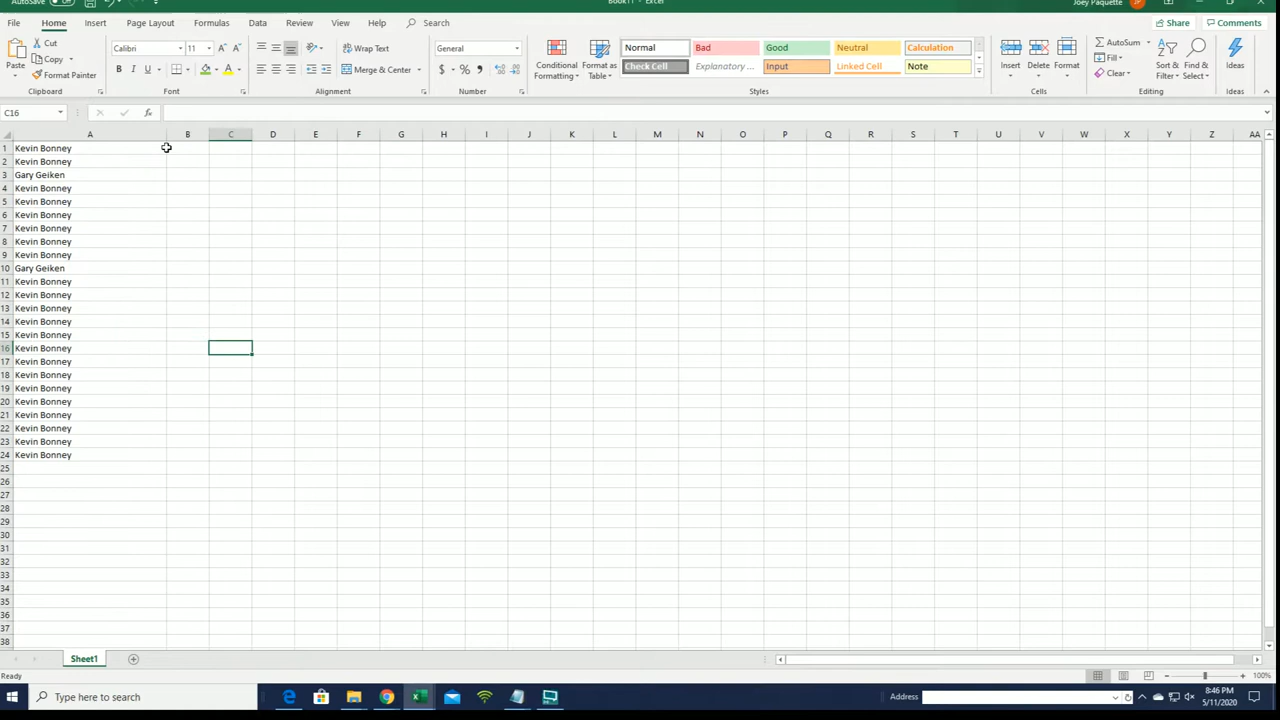 AutoSave Off Book11 - Excel Joey Paquette JP
File Home Insert Page Layout Formulas Data Review View Help Search Share Comments
Paste Cut Copy Format Painter Clipboard
Calibri 11 B I U Font
Wrap Text Merge & Center Alignment
General $ % , Number
Conditional Formatting Format as Table
Normal Bad Good Neutral Calculation
Check Cell Explanatory ... Input Linked Cell Note
Styles
Insert Delete Format Cells
AutoSum Fill Clear Sort & Filter Find & Select Editing
Ideas Ideas
C16 fx
A B C D E F G H I J K L M N O P Q R S T U V W X Y Z AA
1 Kevin Bonney
2 Kevin Bonney
3 Gary Geiken
4 Kevin Bonney
5 Kevin Bonney
6 Kevin Bonney
7 Kevin Bonney
8 Kevin Bonney
9 Kevin Bonney
10 Gary Geiken
11 Kevin Bonney
12 Kevin Bonney
13 Kevin Bonney
14 Kevin Bonney
15 Kevin Bonney
16 Kevin Bonney
17 Kevin Bonney
18 Kevin Bonney
19 Kevin Bonney
20 Kevin Bonney
21 Kevin Bonney
22 Kevin Bonney
23 Kevin Bonney
24 Kevin Bonney
25
26
27
28
29
30
31
32
33
34
35
36
37
38
Sheet1
Ready 100%
Type here to search Address 8:46 PM
5/11/2020